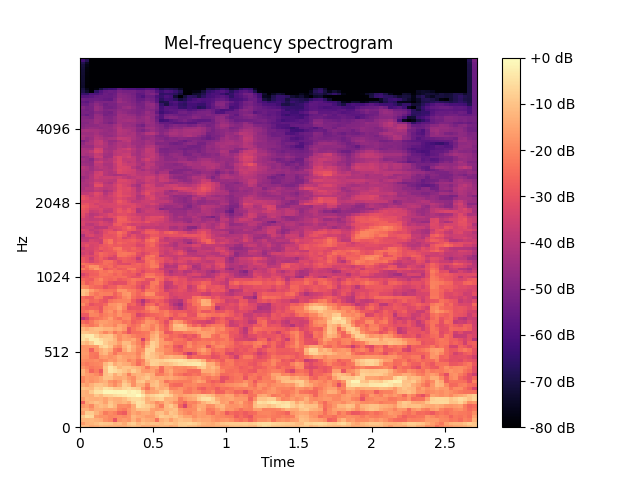 Mel-frequency spectrogram
+0 dB
-10 dB
-20 dB
-30 dB
-40 dB
-50 dB
-60 dB
-70 dB
-80 dB
4096
2048
1024
512
0
Hz
0 0.5 1 1.5 2 2.5
Time